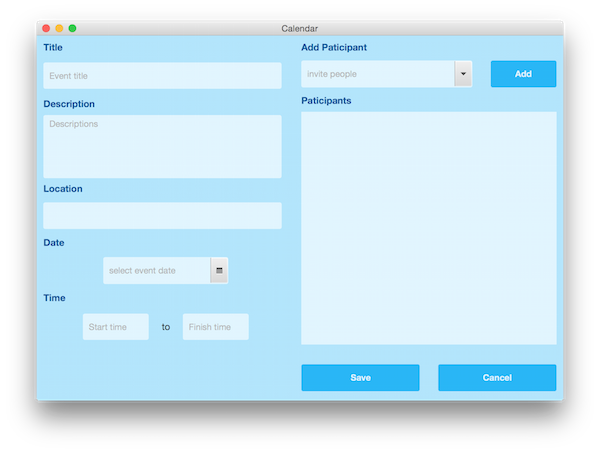 Calendar
Title
Event title
Description
Descriptions
Location
Date
select event date
Time
Start time to Finish time
Add Paticipant
invite people
Add
Paticipants
Save Cancel